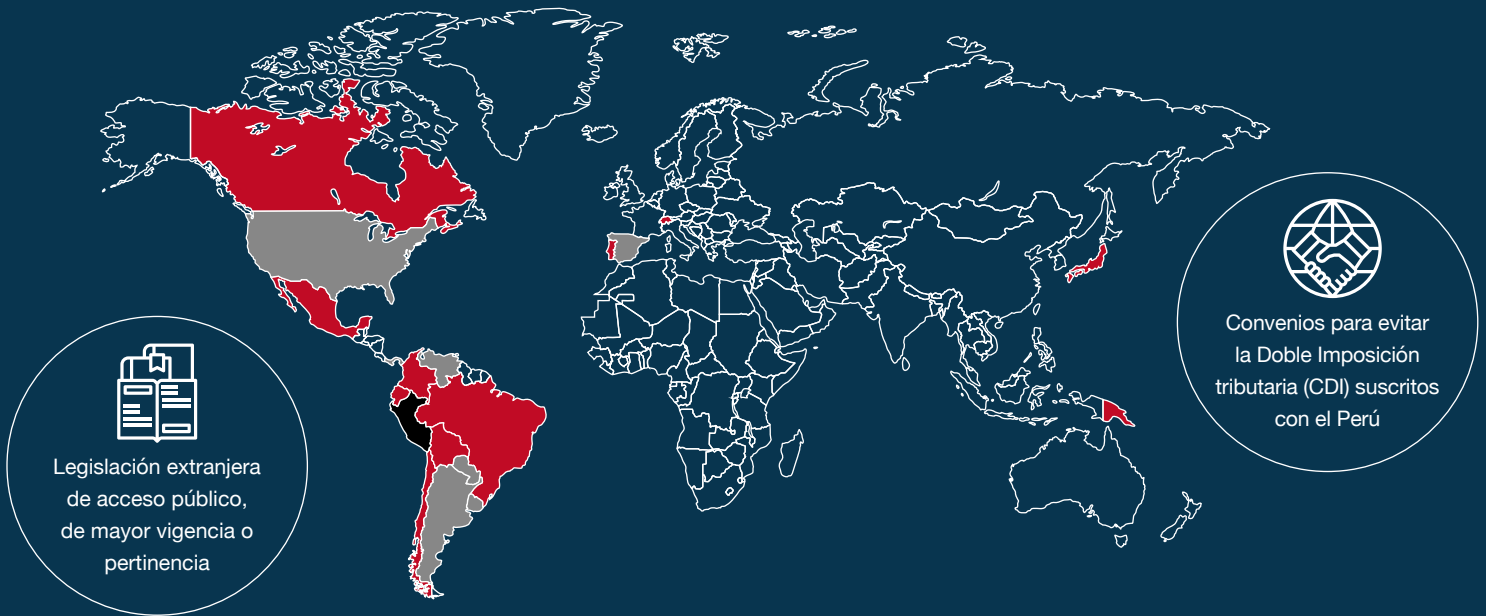 Legislación extranjera
de acceso público,
de mayor vigencia o
pertinencia
Convenios para evitar
la Doble Imposición
tributaria (CDI) suscritos
con el Perú